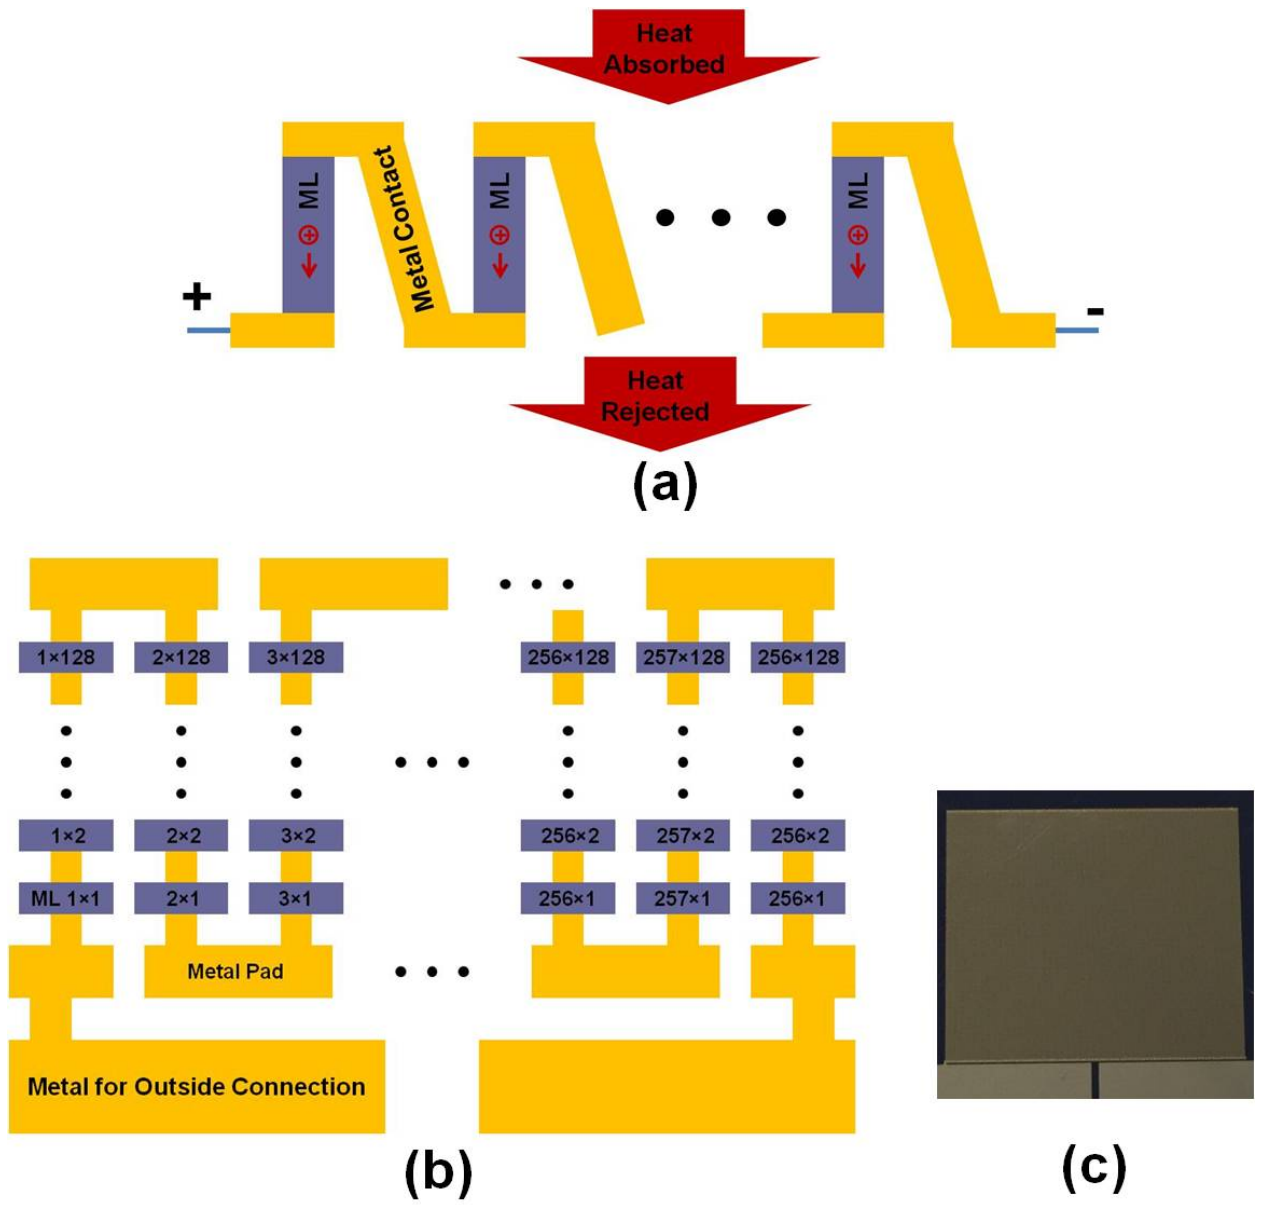 Heat
Absorbed
ML
Metal Contact
ML
ML
+
-
Heat
Rejected
(a)
1×128 2×128 3×128 256×128 257×128 256×128
1×2 2×2 3×2 256×2 257×2 256×2
ML 1×1 2×1 3×1 256×1 257×1 256×1
Metal Pad
Metal for Outside Connection
(b)
(c)